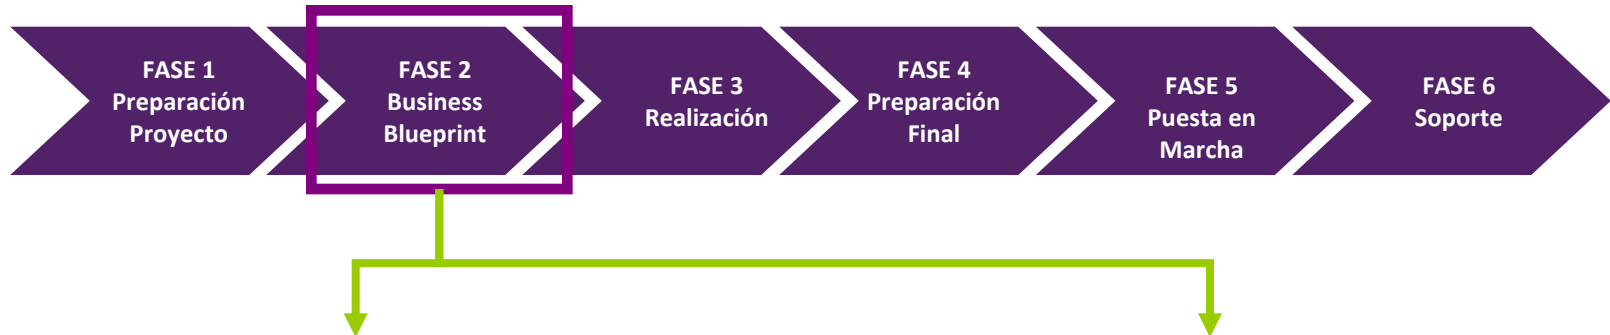 FASE 1
Preparación
Proyecto
FASE 2
Business
Blueprint
FASE 3
Realización
FASE 4
Preparación
Final
FASE 5
Puesta en
Marcha
FASE 6
Soporte